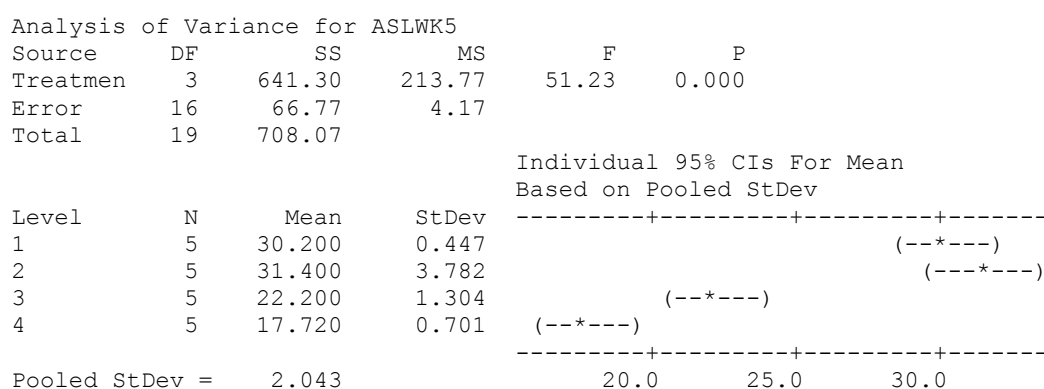 Analysis of Variance for ASLWK5
Source     DF        SS        MS        F        P
Treatmen    3    641.30    213.77    51.23    0.000
Error      16     66.77      4.17
Total      19    708.07
                                   Individual 95% CIs For Mean
                                   Based on Pooled StDev
Level       N      Mean     StDev  ---------+---------+---------+-------
1           5    30.200     0.447                            (--*---)
2           5    31.400     3.782                              (---*---)
3           5    22.200     1.304            (--*---)
4           5    17.720     0.701   (--*---)
                                   ---------+---------+---------+-------
Pooled StDev =    2.043                  20.0      25.0      30.0